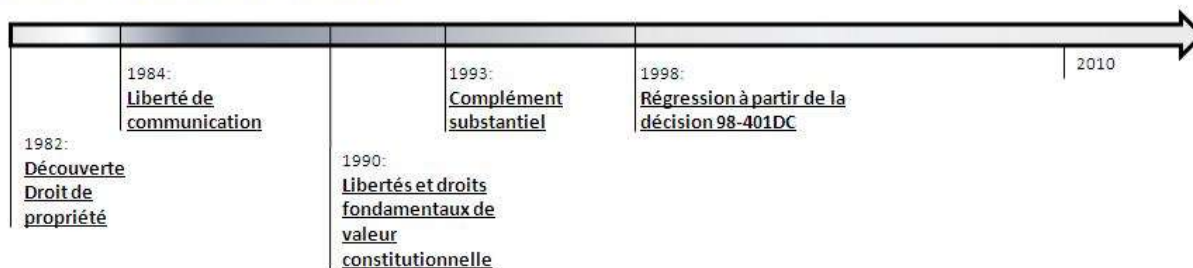 1982:
Découverte
Droit de
propriété
1984:
Liberté de
communication
1990:
Libertés et droits
fondamentaux de
valeur
constitutionnelle
1993:
Complément
substantiel
1998:
Régression à partir de la
décision 98-401DC
2010